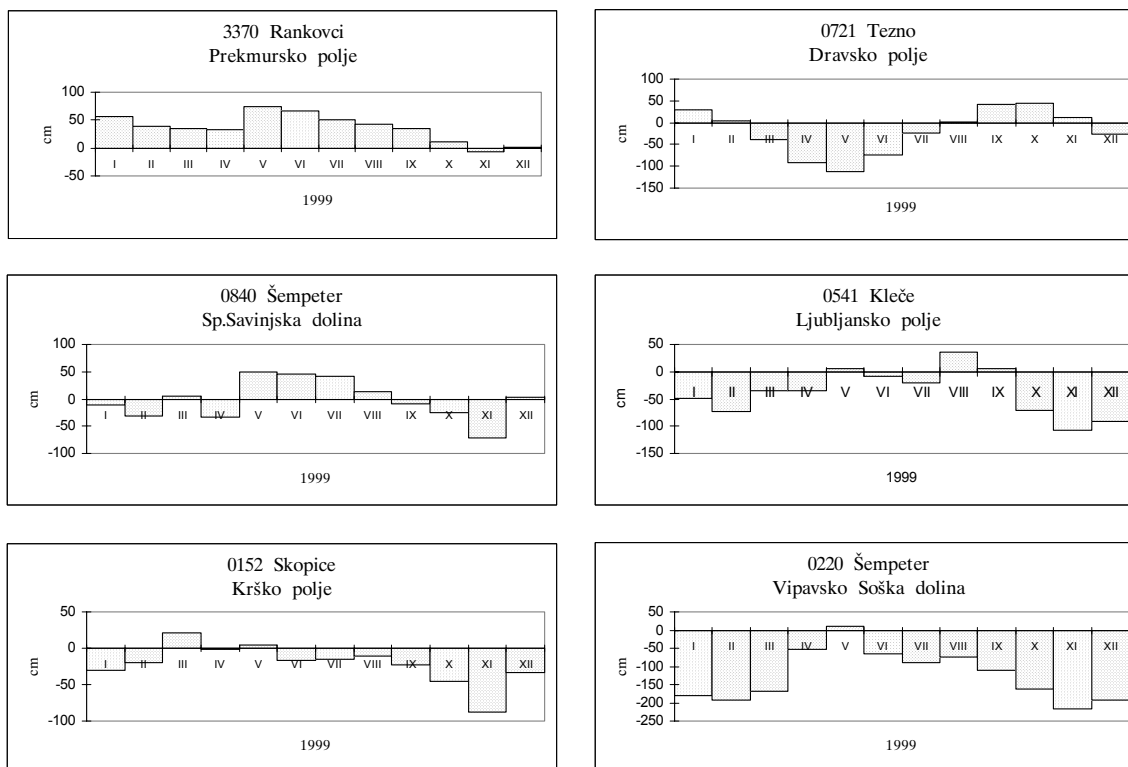 3370 Rankovci
Prekmursko polje
100
50
0
-50
cm
I II III IV V VI VII VIII IX X XI XII
1999
0721 Tezno
Dravsko polje
100
50
0
-50
-100
-150
cm
I II III IV V VI VII VIII IX X XI XII
1999
0840 Šempeter
Sp.Savinjska dolina
100
50
0
-50
-100
cm
I II III IV V VI VII VIII IX X XI XII
1999
0541 Kleče
Ljubljansko polje
50
0
-50
-100
-150
cm
I II III IV V VI VII VIII IX X XI XII
1999
0152 Skopice
Krško polje
50
0
-50
-100
cm
I II III IV V VI VII VIII IX X XI XII
1999
0220 Šempeter
Vipavsko Soška dolina
50
0
-50
-100
-150
-200
-250
cm
I II III IV V VI VII VIII IX X XI XII
1999